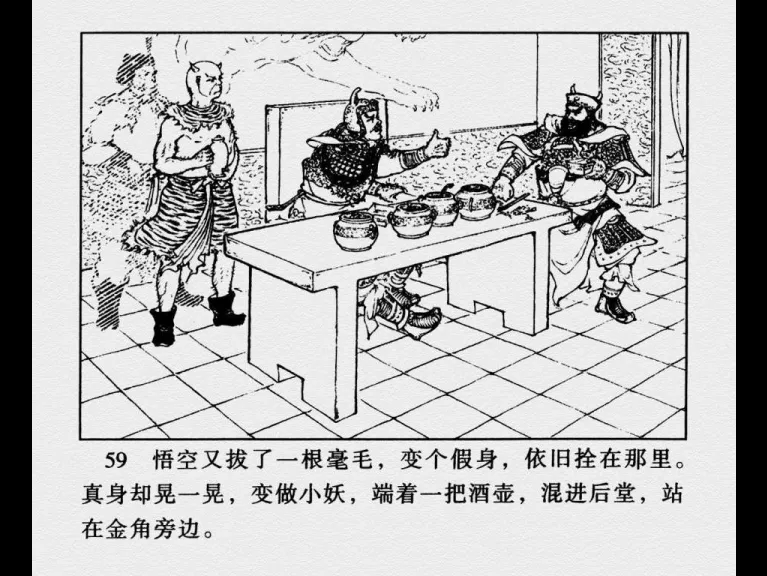 59 悟空又拔了一根毫毛，变个假身，依旧拴在那里。
真身却晃一晃，变做小妖，端着一把酒壶，混进后堂，站
在金角旁边。